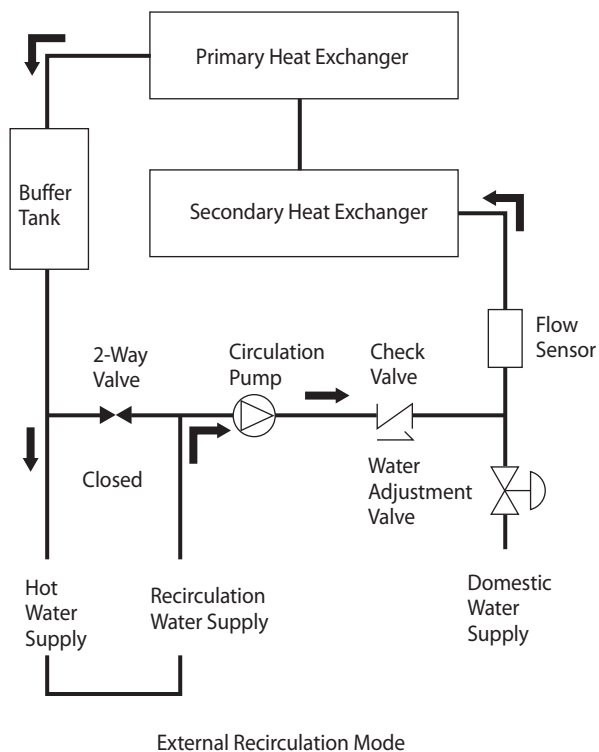 Primary Heat Exchanger
Buffer
Tank
Secondary Heat Exchanger
Flow
Sensor
2-Way
Valve
Circulation
Pump
Check
Valve
Closed
Water
Adjustment
Valve
Hot
Water
Supply
Recirculation
Water Supply
Domestic
Water
Supply
External Recirculation Mode